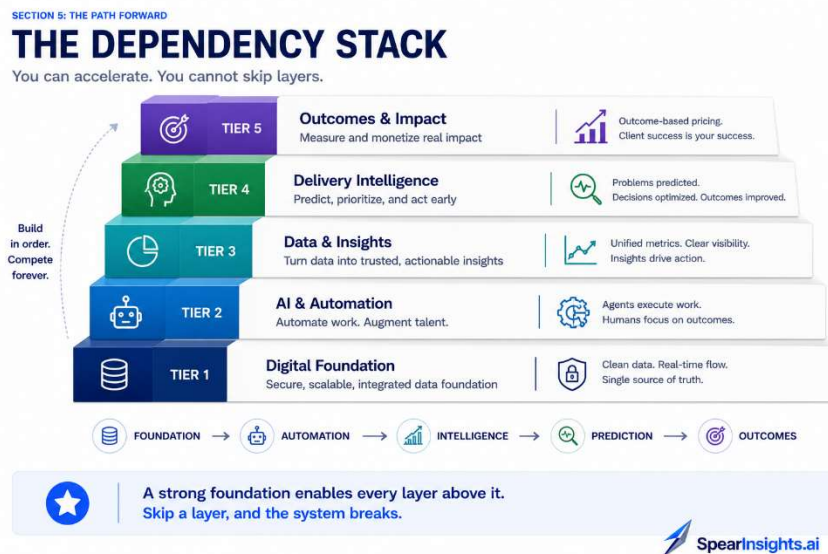 SECTION 5: THE PATH FORWARD
THE DEPENDENCY STACK
You can accelerate. You cannot skip layers.
TIER 5
Outcomes & Impact
Measure and monetize real impact
Outcome-based pricing.
Client success is your success.
TIER 4
Delivery Intelligence
Predict, prioritize, and act early
Problems predicted.
Decisions optimized. Outcomes improved.
Build
in order.
Compete
forever.
TIER 3
Data & Insights
Turn data into trusted, actionable insights
Unified metrics. Clear visibility.
Insights drive action.
TIER 2
AI & Automation
Automate work. Augment talent.
Agents execute work.
Humans focus on outcomes.
TIER 1
Digital Foundation
Secure, scalable, integrated data foundation
Clean data. Real-time flow.
Single source of truth.
FOUNDATION → AUTOMATION → INTELLIGENCE → PREDICTION → OUTCOMES
A strong foundation enables every layer above it.
Skip a layer, and the system breaks.
SpearInsights.ai